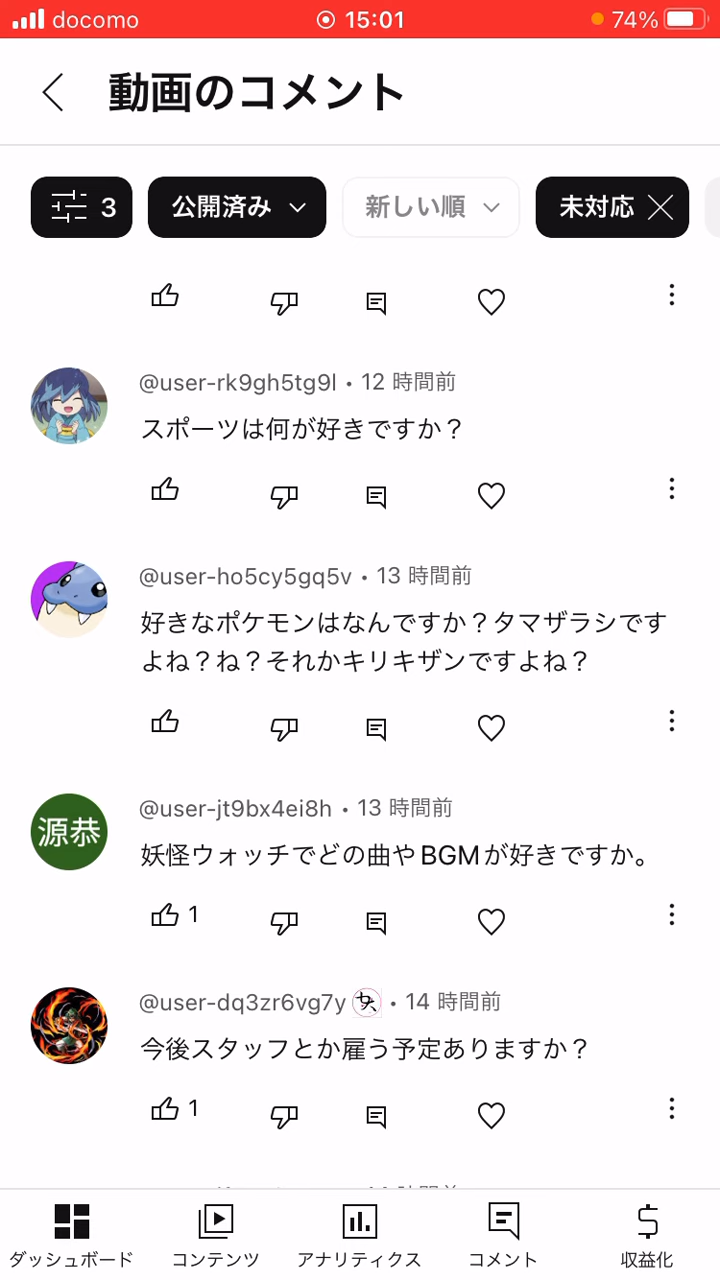 docomo 15:01 74%
動画のコメント
3 公開済み 新しい順 未対応
@user-rk9gh5tg9l • 12 時間前
スポーツは何が好きですか？
@user-ho5cy5gq5v • 13 時間前
好きなポケモンはなんですか？タマザラシです
よね？ね？それかキリキザンですよね？
源恭
@user-jt9bx4ei8h • 13 時間前
妖怪ウォッチでどの曲やBGMが好きですか。
1
@user-dq3zr6vg7y • 14 時間前
今後スタッフとか雇う予定ありますか？
1
ダッシュボード コンテンツ アナリティクス コメント 収益化